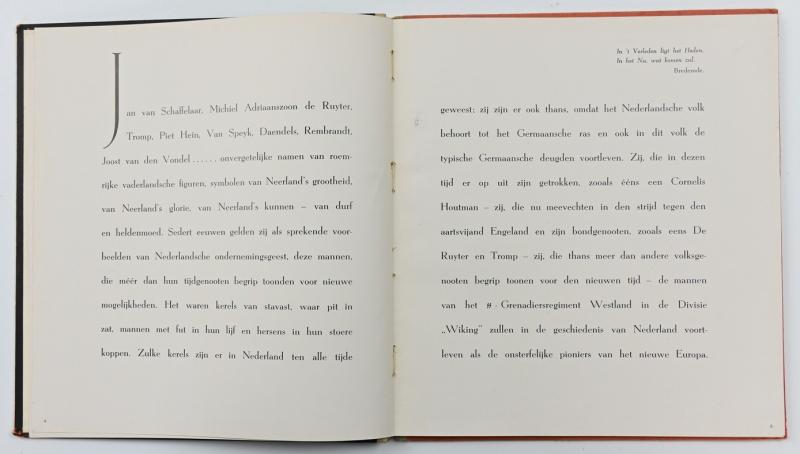 Jan van Schaffelaar, Michiel Adriaanszoon de Ruyter,
Tromp, Piet Hein, Van Speyk, Daendels, Rembrandt,
Joost van den Vondel ...... onvergetelijke namen van roem-
rijke vaderlandsche figuren, symbolen van Neerland's grootheid,
van Neerland's glorie, van Neerland's kunnen – van durf
en heldenmoed. Sedert eeuwen gelden zij als sprekende voor-
beelden van Nederlandsche ondernemingsgeest, deze mannen,
die méér dan hun tijdgenooten begrip toonden voor nieuwe
mogelijkheden. Het waren kerels van stavast, waar pit in
zat, mannen met fut in hun lijf en hersens in hun stoere
koppen. Zulke kerels zijn er in Nederland ten alle tijde
4
In 't Verleden ligt het Heden,
In het Nu, wat komen zal.
Brederode.
geweest; zij zijn er ook thans, omdat het Nederlandsche volk
behoort tot het Germaansche ras en ook in dit volk de
typische Germaansche deugden voortleven. Zij, die in dezen
tijd er op uit zijn getrokken, zooals ééns een Cornelis
Houtman – zij, die nu meevechten in den strijd tegen den
aartsvijand Engeland en zijn bondgenooten, zooals eens De
Ruyter en Tromp – zij, die thans meer dan andere volksge-
nooten begrip toonen voor den nieuwen tijd – de mannen
van het ᛋᛋ-Grenadiersregiment Westland in de Divisie
„Wiking” zullen in de geschiedenis van Nederland voort-
leven als de onsterfelijke pioniers van het nieuwe Europa.